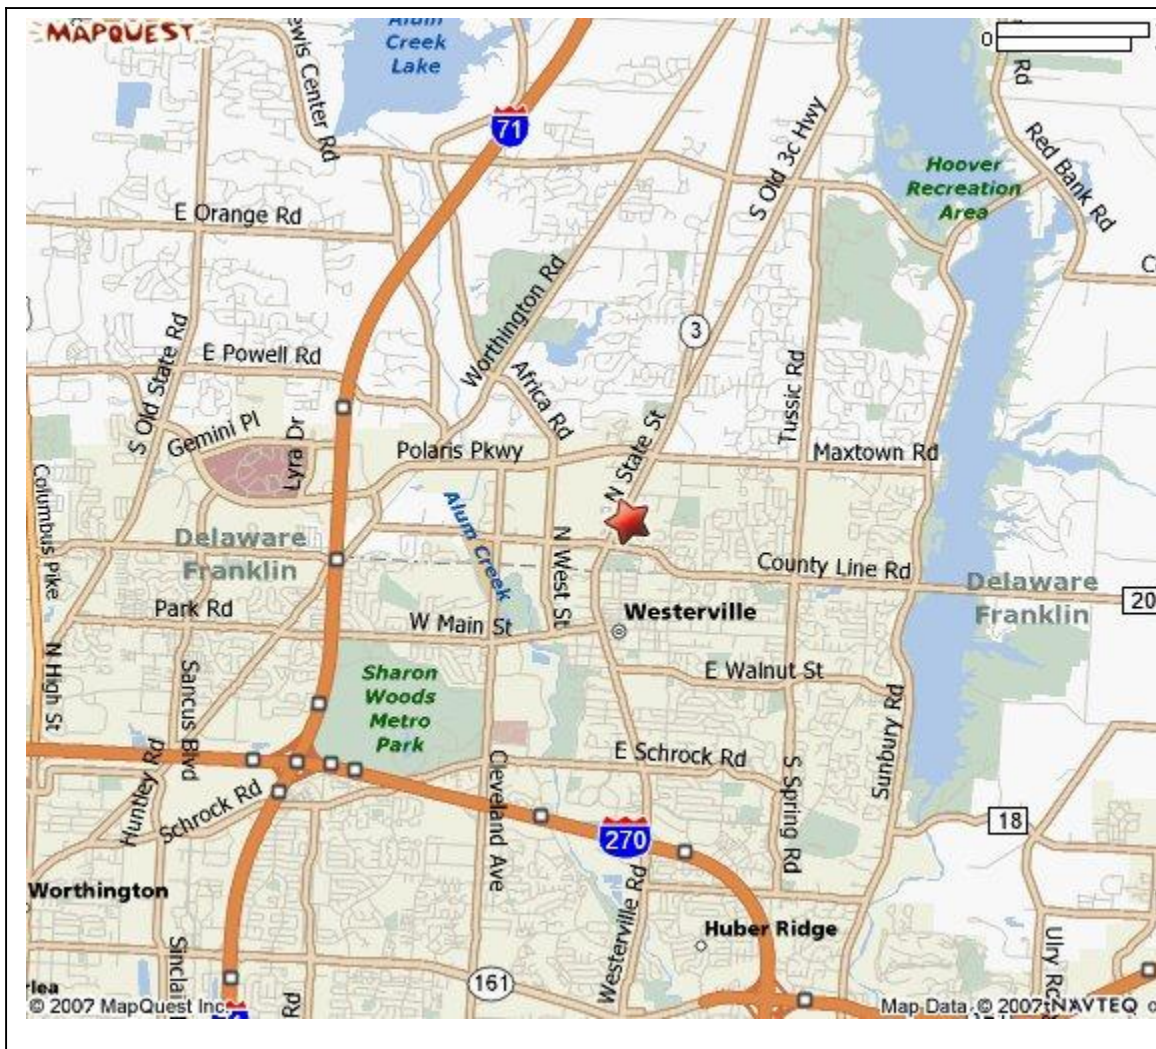 MAPQUEST
Alum
Creek
Lake
0
Lewis Center Rd
Rd
71
S Old 3c Hwy
Red Bank Rd
Hoover
Recreation
Area
E Orange Rd
Worthington Rd
3
S Old State Rd
E Powell Rd
Africa Rd
Tussic Rd
Gemini Pl
Lyra Dr
Polaris Pkwy
N State St
Maxtown Rd
Columbus Pike
Alum Creek
N West St
Delaware
Franklin
County Line Rd
Delaware
Franklin
20
Park Rd
W Main St
Westerville
N High St
Sancus Blvd
Sharon
Woods
Metro
Park
E Walnut St
Sunbury Rd
E Schrock Rd
Huntley Rd
Schrock Rd
Cleveland Ave
S Spring Rd
18
270
Worthington
Westerville Rd
Huber Ridge
Sinclai
161
Ulry Rd
rlea
Rd
© 2007 MapQuest Inc.
Map Data © 2007 NAVTEQ